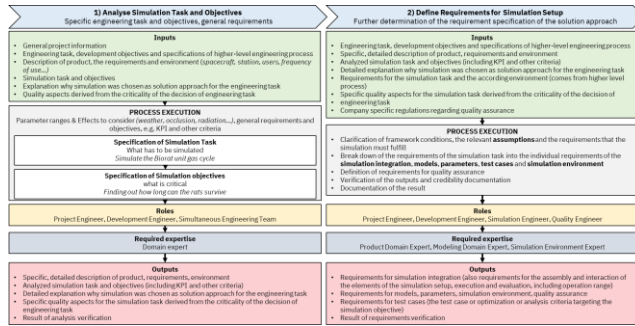 1) Analyse Simulation Task and Objectives
Specific engineering task and objectives, general requirements
Inputs
• General project information
• Engineering task, development objectives and specifications of higher-level engineering process
• Description of product, the requirements and environment (spacecraft, station, users, frequency
of use...)
• Simulation task and objectives
• Explanation why simulation was chosen as solution approach for the engineering task
• Quality aspects derived from the criticality of the decision of engineering task
PROCESS EXECUTION
Parameter ranges & Effects to consider (weather, occlusion, radiation...), general requirements and
objectives, e.g. KPI and other criteria
Specification of Simulation Task
What has to be simulated
Simulate the Biorat unit gas cycle
Specification of Simulation objectives
what is critical
Finding out how long can the rats survive
Roles
Project Engineer, Development Engineer, Simultaneous Engineering Team
Required expertise
Domain expert
Outputs
• Specific, detailed description of product, requirements, environment
• Analyzed simulation task and objectives (including KPI and other criteria)
• Detailed explanation why simulation was chosen as solution approach for the engineering task
• Specific quality aspects for the simulation task derived from the criticality of the decision of
engineering task
• Result of analysis verification
2) Define Requirements for Simulation Setup
Further determination of the requirement specification of the solution approach
Inputs
• Engineering task, development objectives and specifications of higher-level engineering process
• Specific, detailed description of product, requirements and environment
• Analyzed simulation task and objectives (including KPI and other criteria)
• Detailed explanation why simulation was chosen as solution approach for the engineering task
• Requirements for the simulation task and the according environment (comes from higher level
process)
• Specific quality aspects for the simulation task derived from the criticality of the decision of
engineering task
• Company specific regulations regarding quality assurance
PROCESS EXECUTION
• Clarification of framework conditions, the relevant assumptions and the requirements that the
simulation must fulfill
• Break down of the requirements of the simulation task into the individual requirements of the
simulation integration, models, parameters, test cases and simulation environment
• Definition of requirements for quality assurance
• Verification of the outputs and credibility documentation
• Documentation of the result
Roles
Project Engineer, Development Engineer, Simulation Engineer, Quality Engineer
Required expertise
Product Domain Expert, Modeling Domain Expert, Simulation Environment Expert
Outputs
• Requirements for simulation integration (also requirements for the assembly and interaction of
the elements of the simulation setup, execution and evaluation, including operation range)
• Requirements for models, parameters, simulation environment, quality assurance
• Requirements for test cases (the test case or optimization or analysis criteria targeting
the simulation objective)
• Result of requirements verification